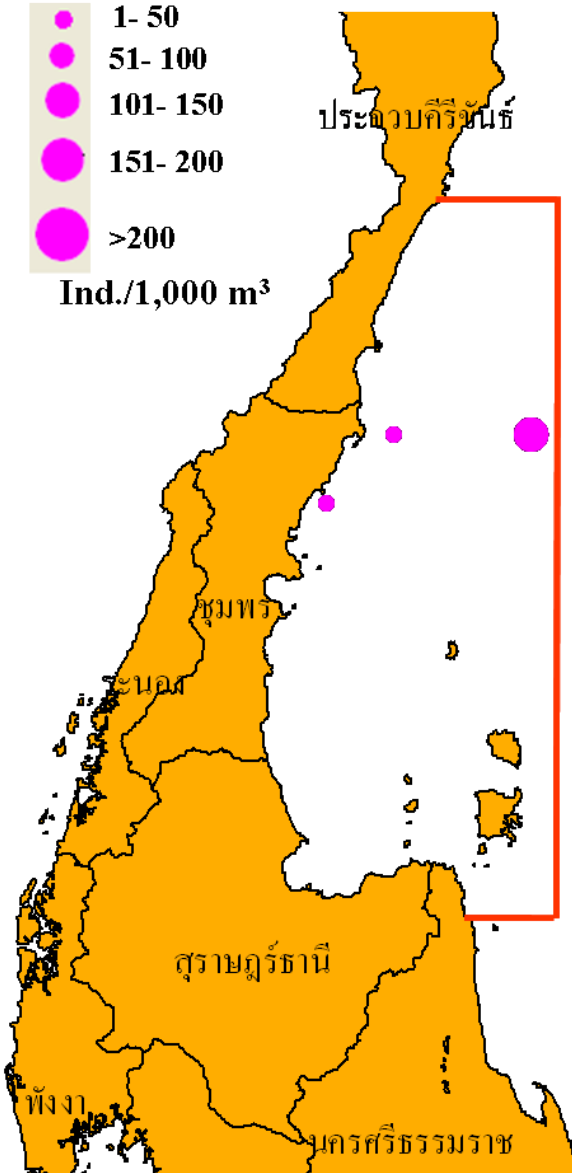 1- 50
51- 100
101- 150
151- 200
>200
Ind./1,000 m³
ประจวบคีรีขันธ์
ชุมพร
ระนอง
สุราษฎร์ธานี
พังงา
นครศรีธรรมราช